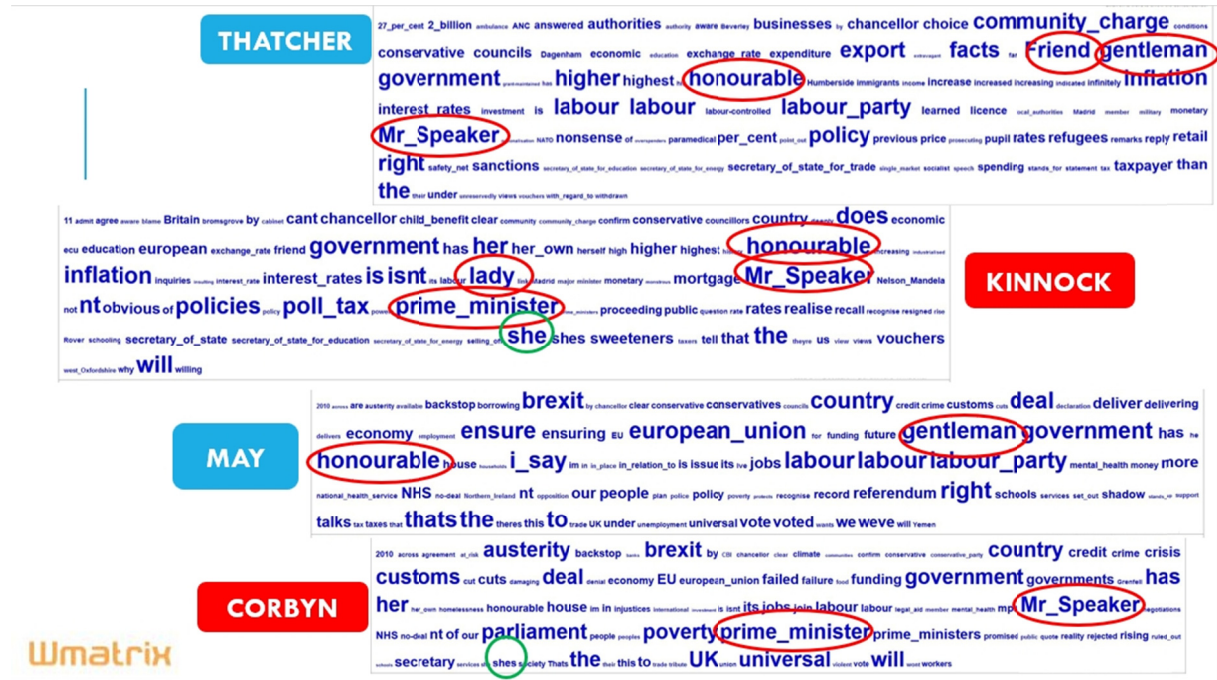 THATCHER
27_per_cent 2_billion ambulance ANC answered authorities authority aware Beverley businesses by chancellor choice community_charge conditions
conservative councils Dagenham economic education exchange_rate expenditure export extravagant facts far Friend gentleman
government grant-maintained has higher highest honourable Humberside immigrants income increase increased increasing indicated infinitely inflation
interest_rates investment is labour labour labour-controlled labour_party learned licence local_authorities Madrid member military monetary
Mr_Speaker NATO nonsense of overspenders paramedical per_cent point_out policy previous price prosecuting pupil rates refugees remarks reply retail
right safety_net sanctions secretary_of_state_for_education secretary_of_state_for_energy secretary_of_state_for_trade single_market socialist speech spending stands_for statement tax taxpayer than
the their under unreservedly views vouchers with_regard_to withdrawn
11 admit agree aware blame Britain bromsgrove by cabinet cant chancellor child_benefit clear community community_charge confirm conservative councillors country deeply does economic
ecu education european exchange_rate friend government has her her_own herself high higher highest honourable increasing industrialised
inflation inquiries insulting interest_rate interest_rates is isnt its labour lady link Madrid major minister monetary monstrous mortgage Mr_Speaker Nelson_Mandela
not nt obvious of policies policy poll_tax power prime_minister prime_ministers proceeding public question rate rates realise recall recognise resigned rise
Rover schooling secretary_of_state secretary_of_state_for_education secretary_of_state_for_energy selling_off she shes sweeteners taxers tell that the theyre us view views vouchers
west_Oxfordshire why will willing
KINNOCK
MAY
2010 across are austerity available backstop borrowing brexit by chancellor clear conservative conservatives councils country credit crime customs cuts deal declaration deliver delivering
delivers economy employment ensure ensuring EU european_union for funding future gentleman government has he
honourable house households i_say im in in_place in_relation_to is issue its Ive jobs labour labour labour_party mental_health money more
national_health_service NHS no-deal Northern_Ireland nt opposition our people plan police policy poverty protects recognise record referendum right schools services set_out shadow stands_up support
talks tax taxes that thats the theres this to trade UK under unemployment universal vote voted wants we weve will Yemen
CORBYN
2010 across agreement at_risk austerity backstop banks brexit by CBI chancellor clear climate communities confirm conservative conservative_party country credit crime crisis
customs cut cuts damaging deal denial economy EU european_union failed failure food funding government governments Grenfell has
her her_own homelessness honourable house im in injustices international investment is isnt its jobs join labour labour legal_aid member mental_health mps Mr_Speaker negotiations
NHS no-deal nt of our parliament people peoples poverty prime_minister prime_ministers promised public quote reality rejected rising ruled_out
schools secretary services she shes society Thats the their this to trade tribute UK union universal violent vote will wont workers
Wmatrix